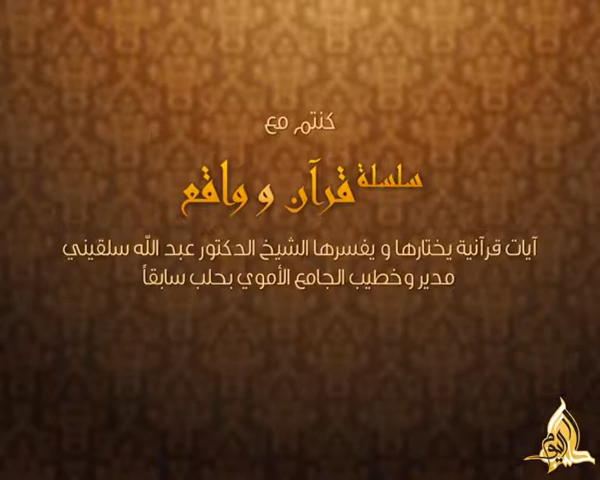 كنتم مع
سلسلة قرآن و واقع
آيات قرآنية يختارها و يفسرها الشيخ الدكتور عبد الله سلقيني
مدير وخطيب الجامع الأموي بحلب سابقاً